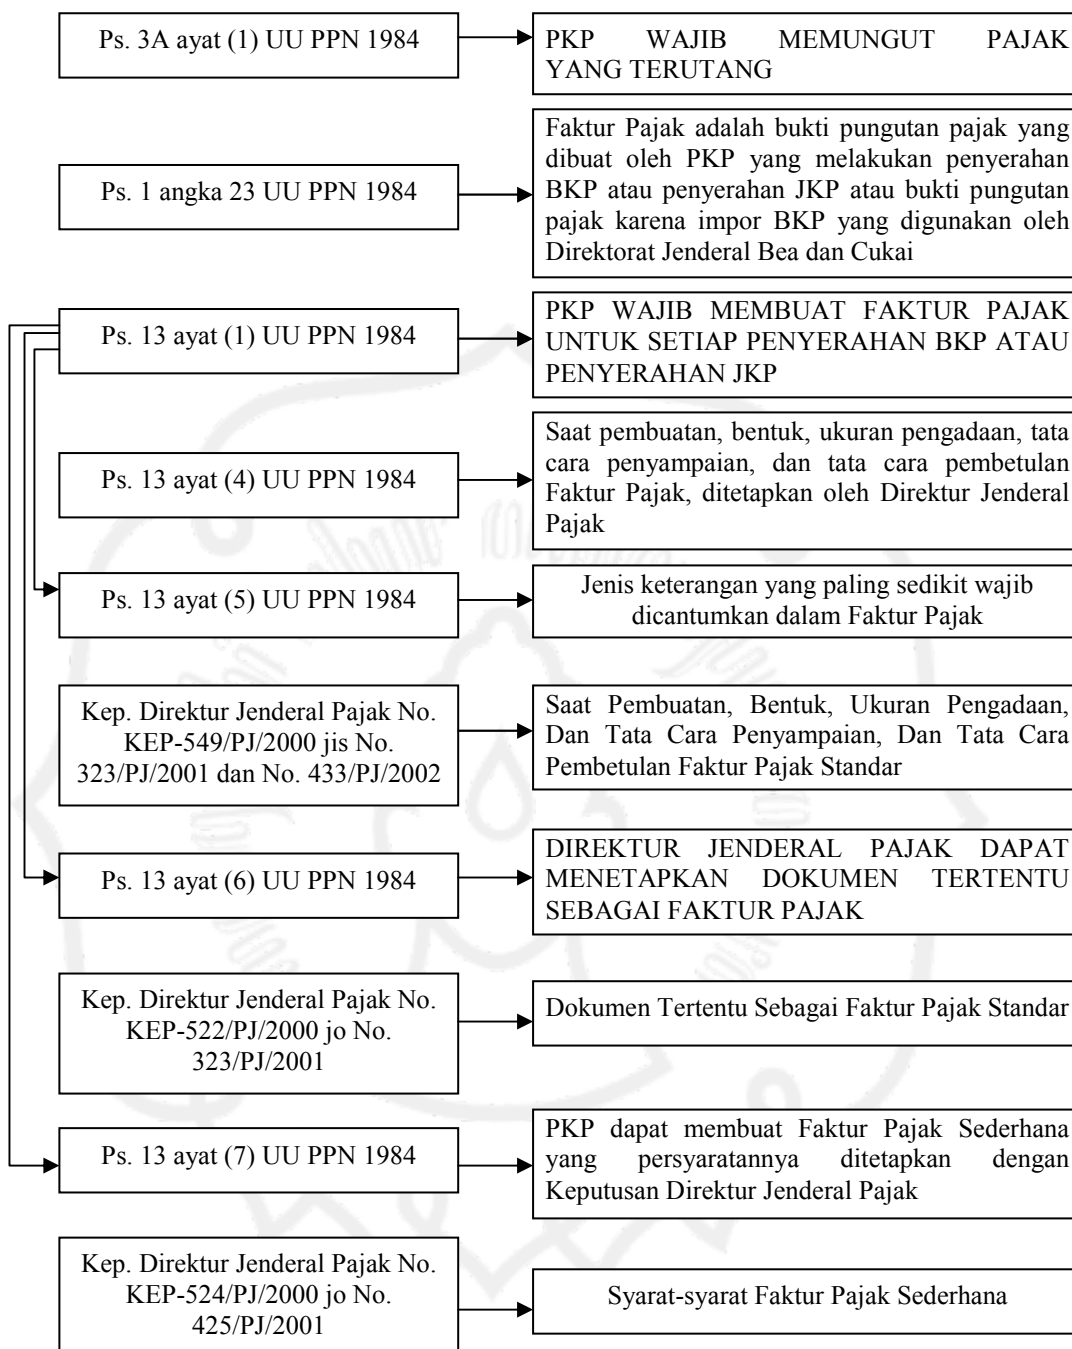 Ps. 3A ayat (1) UU PPN 1984
PKP WAJIB MEMUNGUT PAJAK
YANG TERUTANG
Ps. 1 angka 23 UU PPN 1984
Faktur Pajak adalah bukti pungutan pajak yang
dibuat oleh PKP yang melakukan penyerahan
BKP atau penyerahan JKP atau bukti pungutan
pajak karena impor BKP yang digunakan oleh
Direktorat Jenderal Bea dan Cukai
Ps. 13 ayat (1) UU PPN 1984
PKP WAJIB MEMBUAT FAKTUR PAJAK
UNTUK SETIAP PENYERAHAN BKP ATAU
PENYERAHAN JKP
Ps. 13 ayat (4) UU PPN 1984
Saat pembuatan, bentuk, ukuran pengadaan, tata
cara penyampaian, dan tata cara pembetulan
Faktur Pajak, ditetapkan oleh Direktur Jenderal
Pajak
Ps. 13 ayat (5) UU PPN 1984
Jenis keterangan yang paling sedikit wajib
dicantumkan dalam Faktur Pajak
Kep. Direktur Jenderal Pajak No.
KEP-549/PJ/2000 jis No.
323/PJ/2001 dan No. 433/PJ/2002
Saat Pembuatan, Bentuk, Ukuran Pengadaan,
Dan Tata Cara Penyampaian, Dan Tata Cara
Pembetulan Faktur Pajak Standar
Ps. 13 ayat (6) UU PPN 1984
DIREKTUR JENDERAL PAJAK DAPAT
MENETAPKAN DOKUMEN TERTENTU
SEBAGAI FAKTUR PAJAK
Kep. Direktur Jenderal Pajak No.
KEP-522/PJ/2000 jo No.
323/PJ/2001
Dokumen Tertentu Sebagai Faktur Pajak Standar
Ps. 13 ayat (7) UU PPN 1984
PKP dapat membuat Faktur Pajak Sederhana
yang persyaratannya ditetapkan dengan
Keputusan Direktur Jenderal Pajak
Kep. Direktur Jenderal Pajak No.
KEP-524/PJ/2000 jo No.
425/PJ/2001
Syarat-syarat Faktur Pajak Sederhana